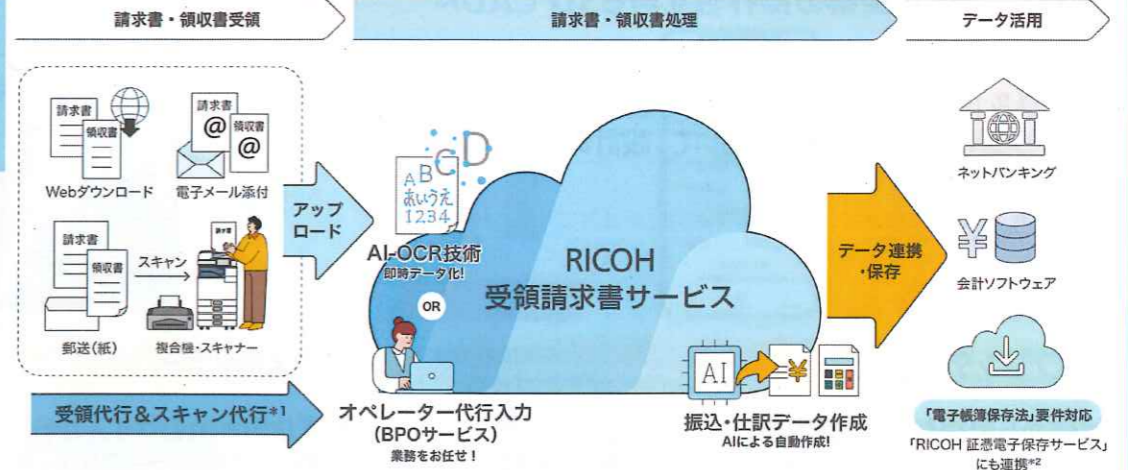 請求書・領収書受領
請求書・領収書処理
データ活用
請求書
領収書
Webダウンロード
請求書
@
領収書
@
電子メール添付
請求書
領収書
スキャン
請求書
郵送(紙)
複合機・スキャナー
アップ
ロード
受領代行&スキャン代行*1
ABCD
あいうえ
1234
AI-OCR技術
即時データ化!
OR
オペレーター代行入力
(BPOサービス)
業務をお任せ!
RICOH
受領請求書サービス
AI
¥
振込・仕訳データ作成
AIによる自動作成!
データ連携
・保存
ネットバンキング
¥
会計ソフトウェア
「電子帳簿保存法」要件対応
「RICOH 証憑電子保存サービス」
にも連携*2